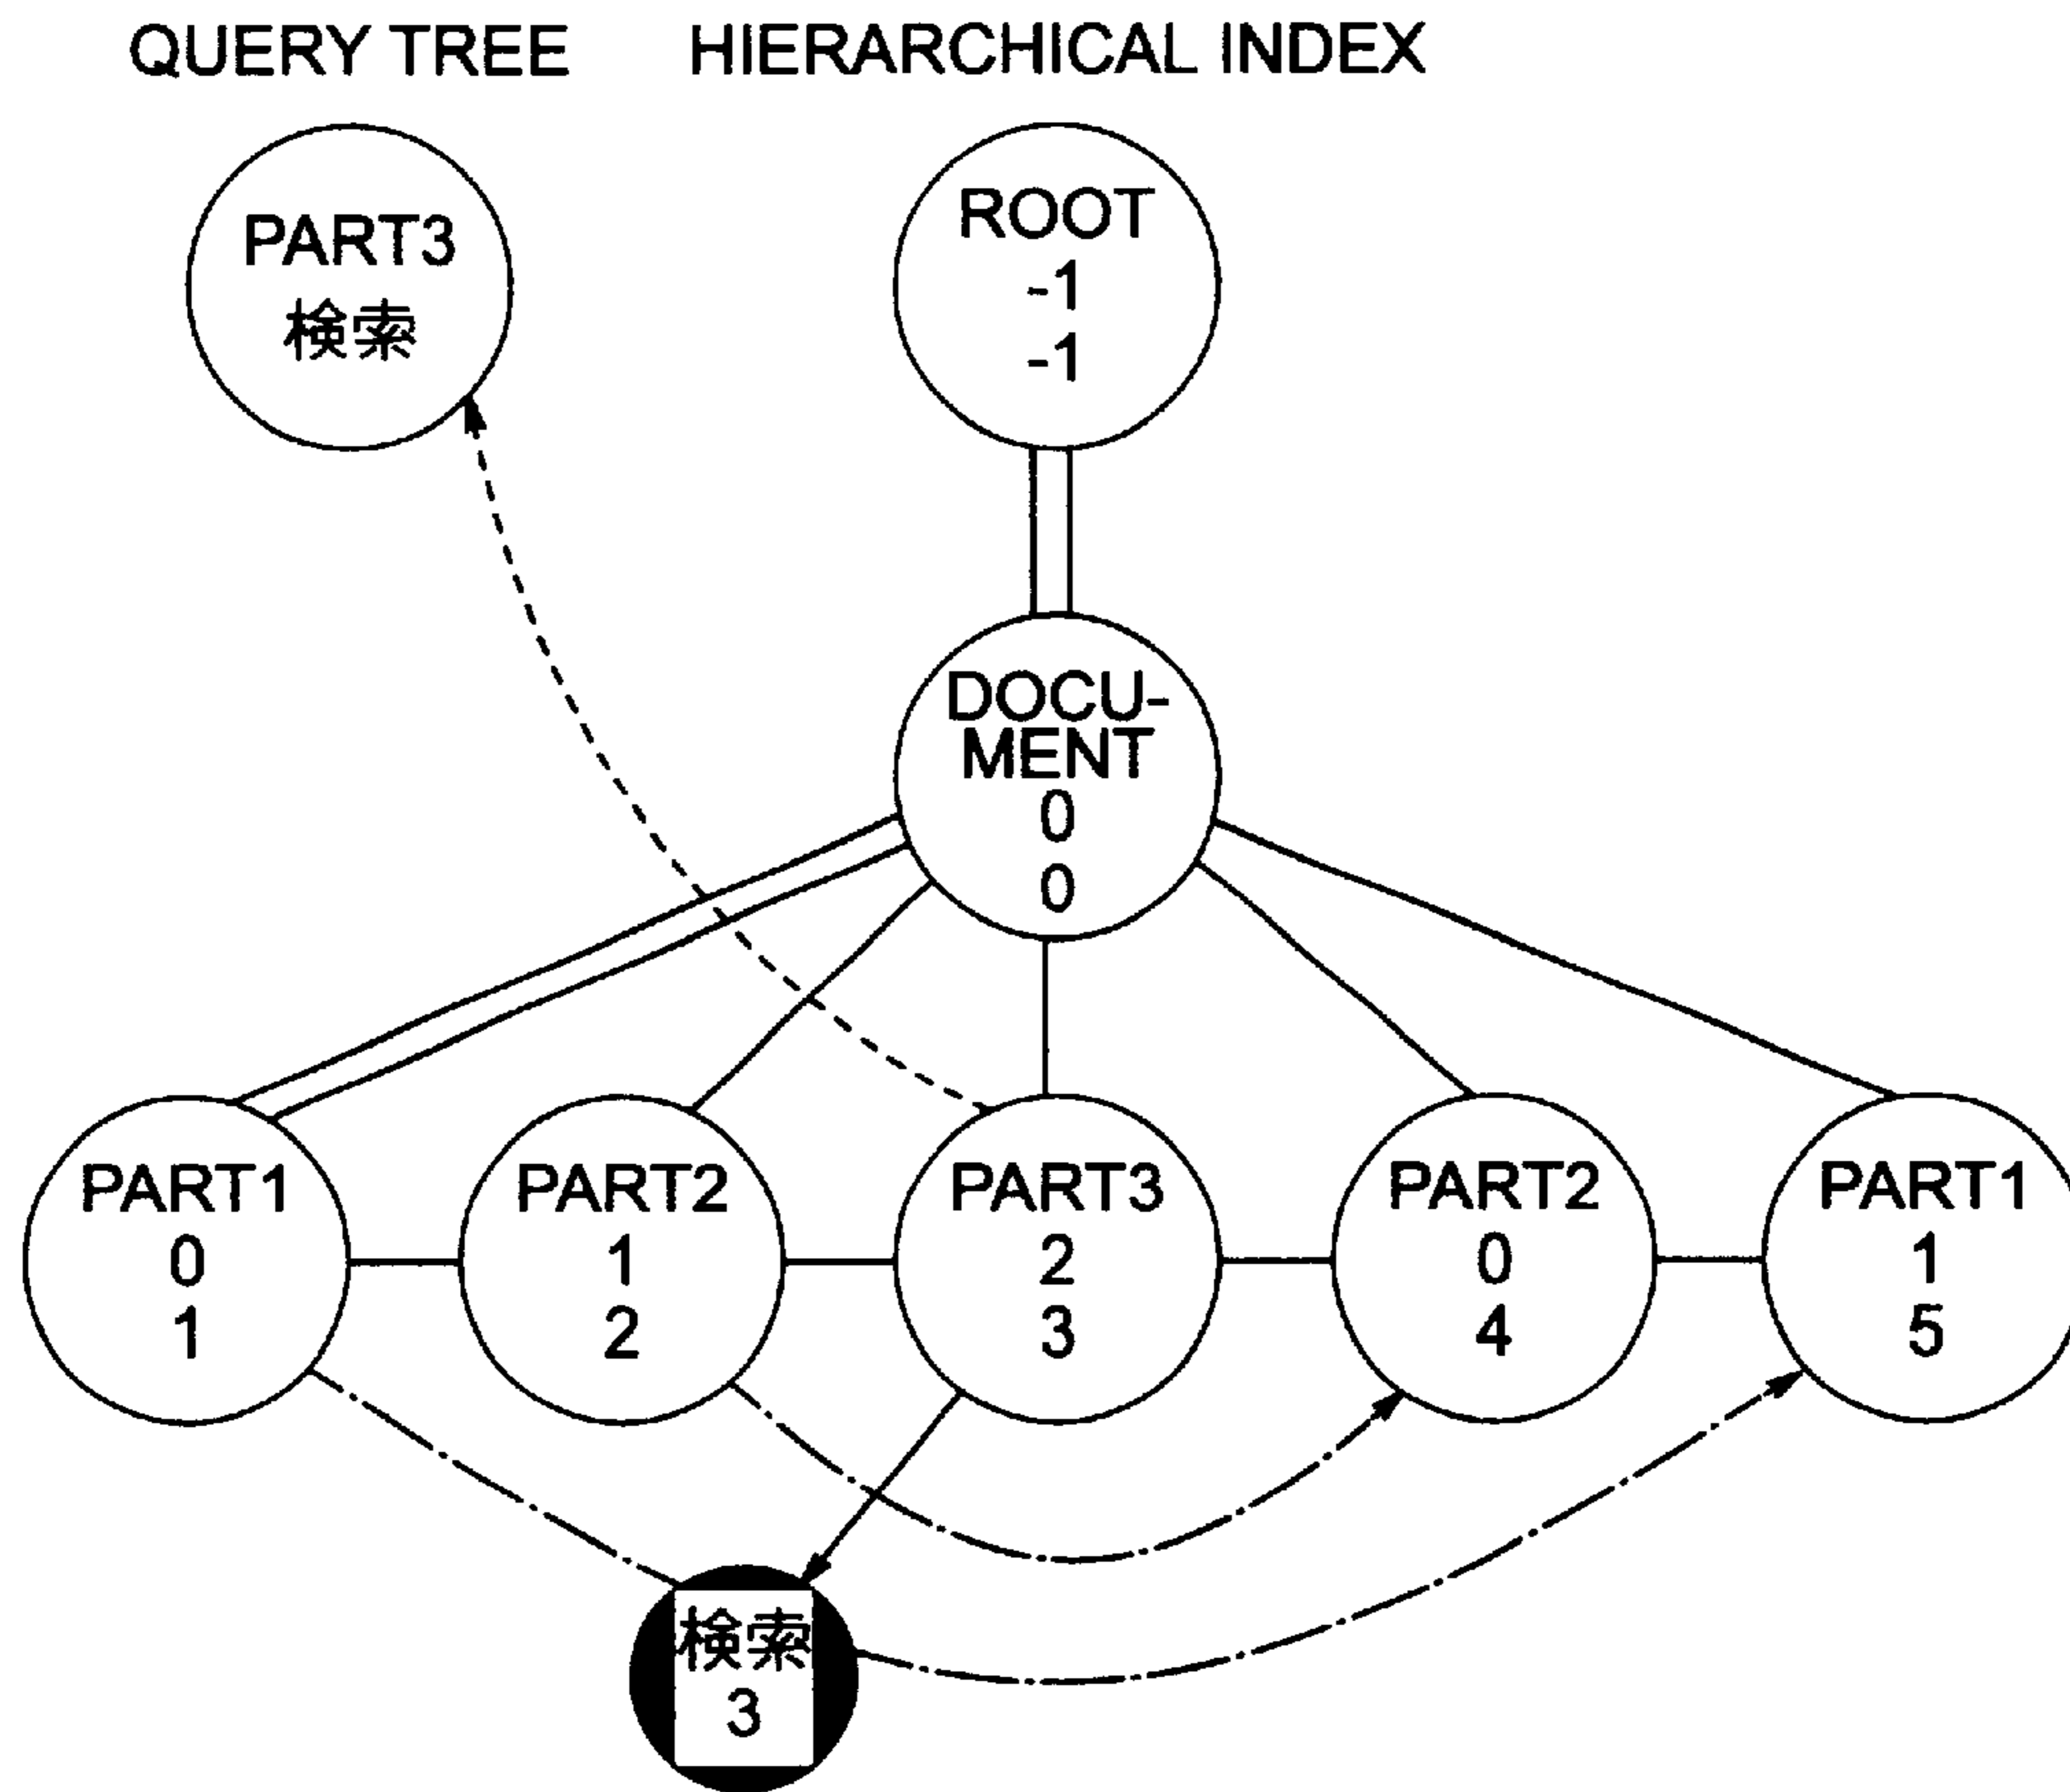 QUERY TREE
HIERARCHICAL INDEX
PART3
検索
ROOT
-1
-1
DOCU-
MENT
0
0
PART1
0
1
PART2
1
2
PART3
2
3
PART2
0
4
PART1
1
5
検索
3